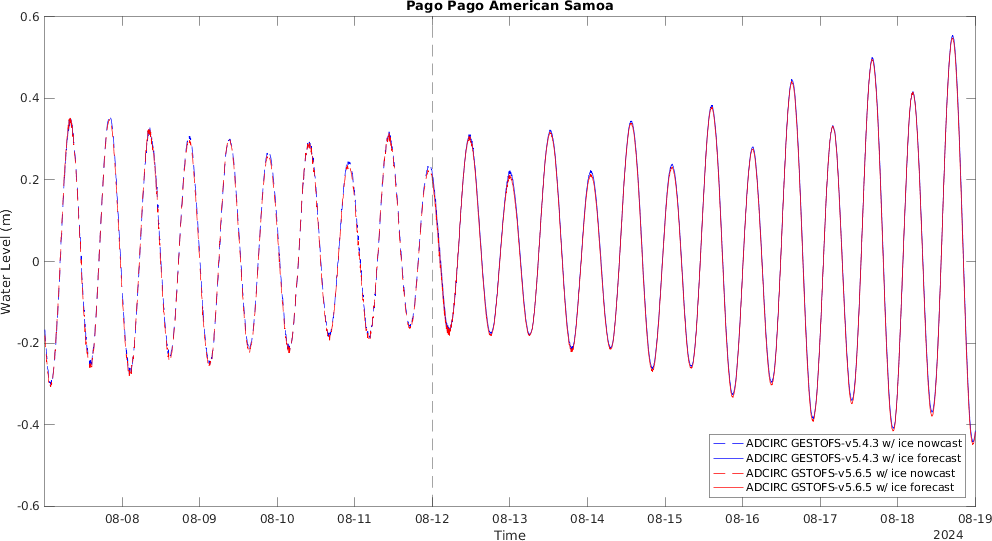 Pago Pago American Samoa
0.6
0.4
0.2
0
-0.2
-0.4
-0.6
Water Level (m)
08-08
08-09
08-10
08-11
08-12
08-13
08-14
08-15
08-16
08-17
08-18
08-19
Time
2024
ADCIRC GESTOFS-v5.4.3 w/ ice nowcast
ADCIRC GESTOFS-v5.4.3 w/ ice forecast
ADCIRC GSTOFS-v5.6.5 w/ ice nowcast
ADCIRC GSTOFS-v5.6.5 w/ ice forecast